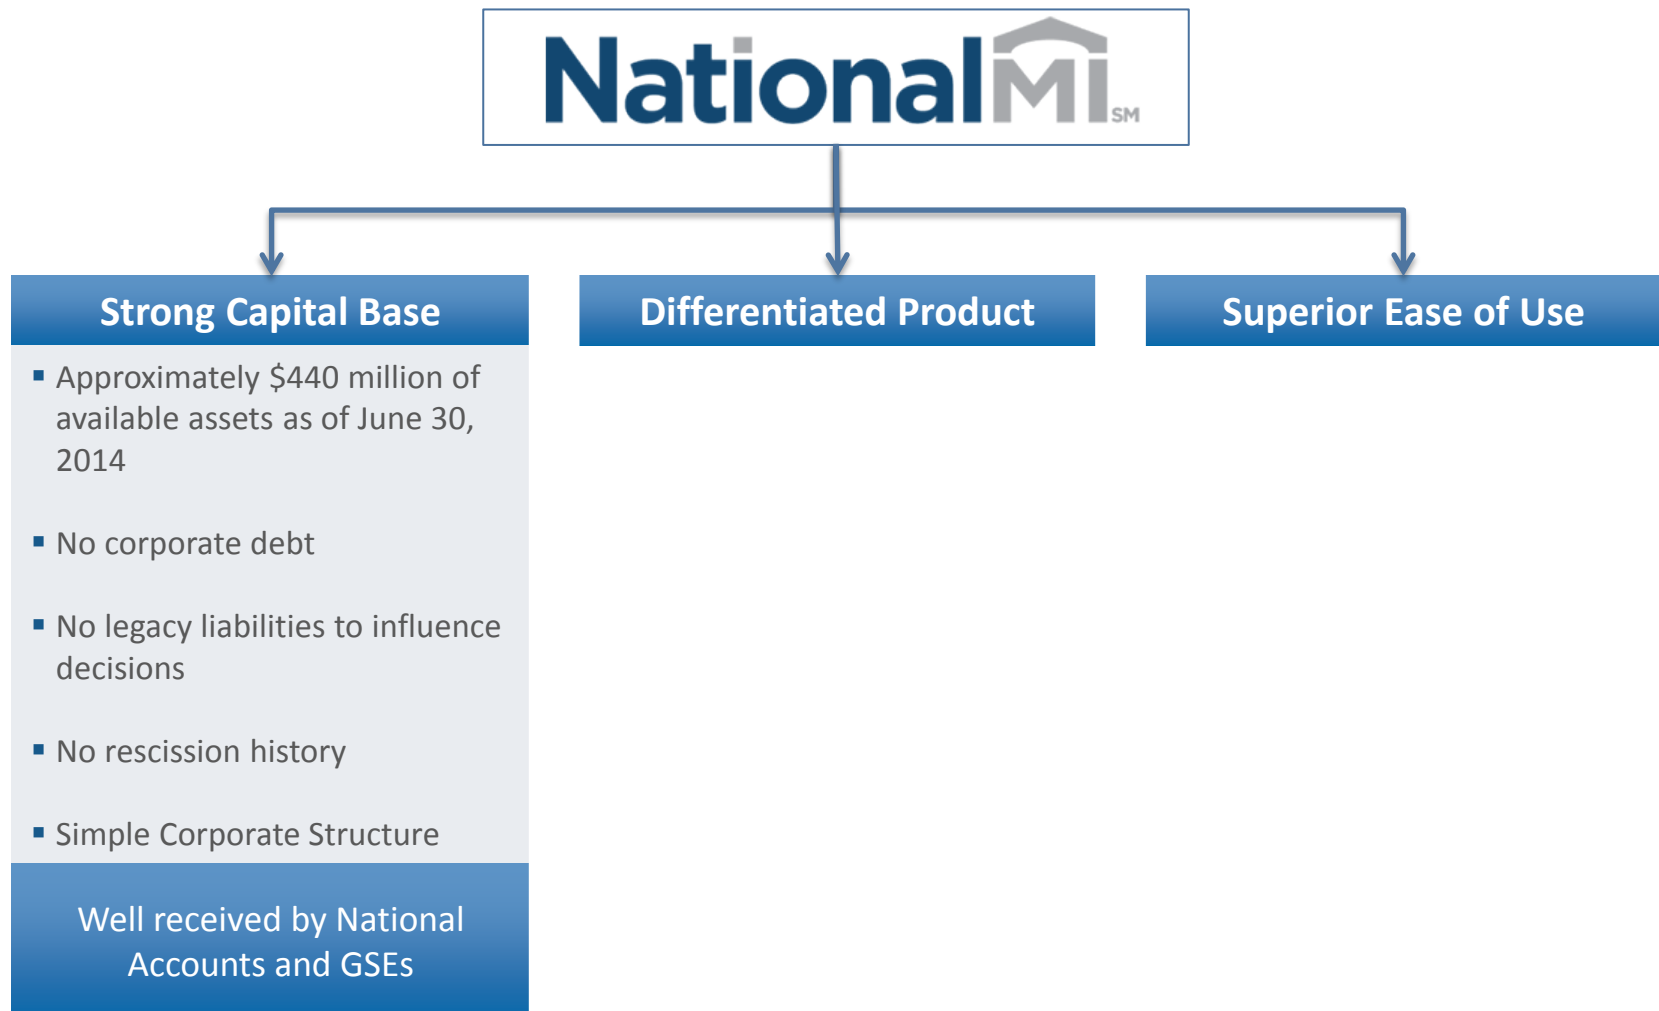 NationalMI SM
Strong Capital Base
Differentiated Product
Superior Ease of Use
▪ Approximately $440 million of
available assets as of June 30,
2014
▪ No corporate debt
▪ No legacy liabilities to influence
decisions
▪ No rescission history
▪ Simple Corporate Structure
Well received by National
Accounts and GSEs